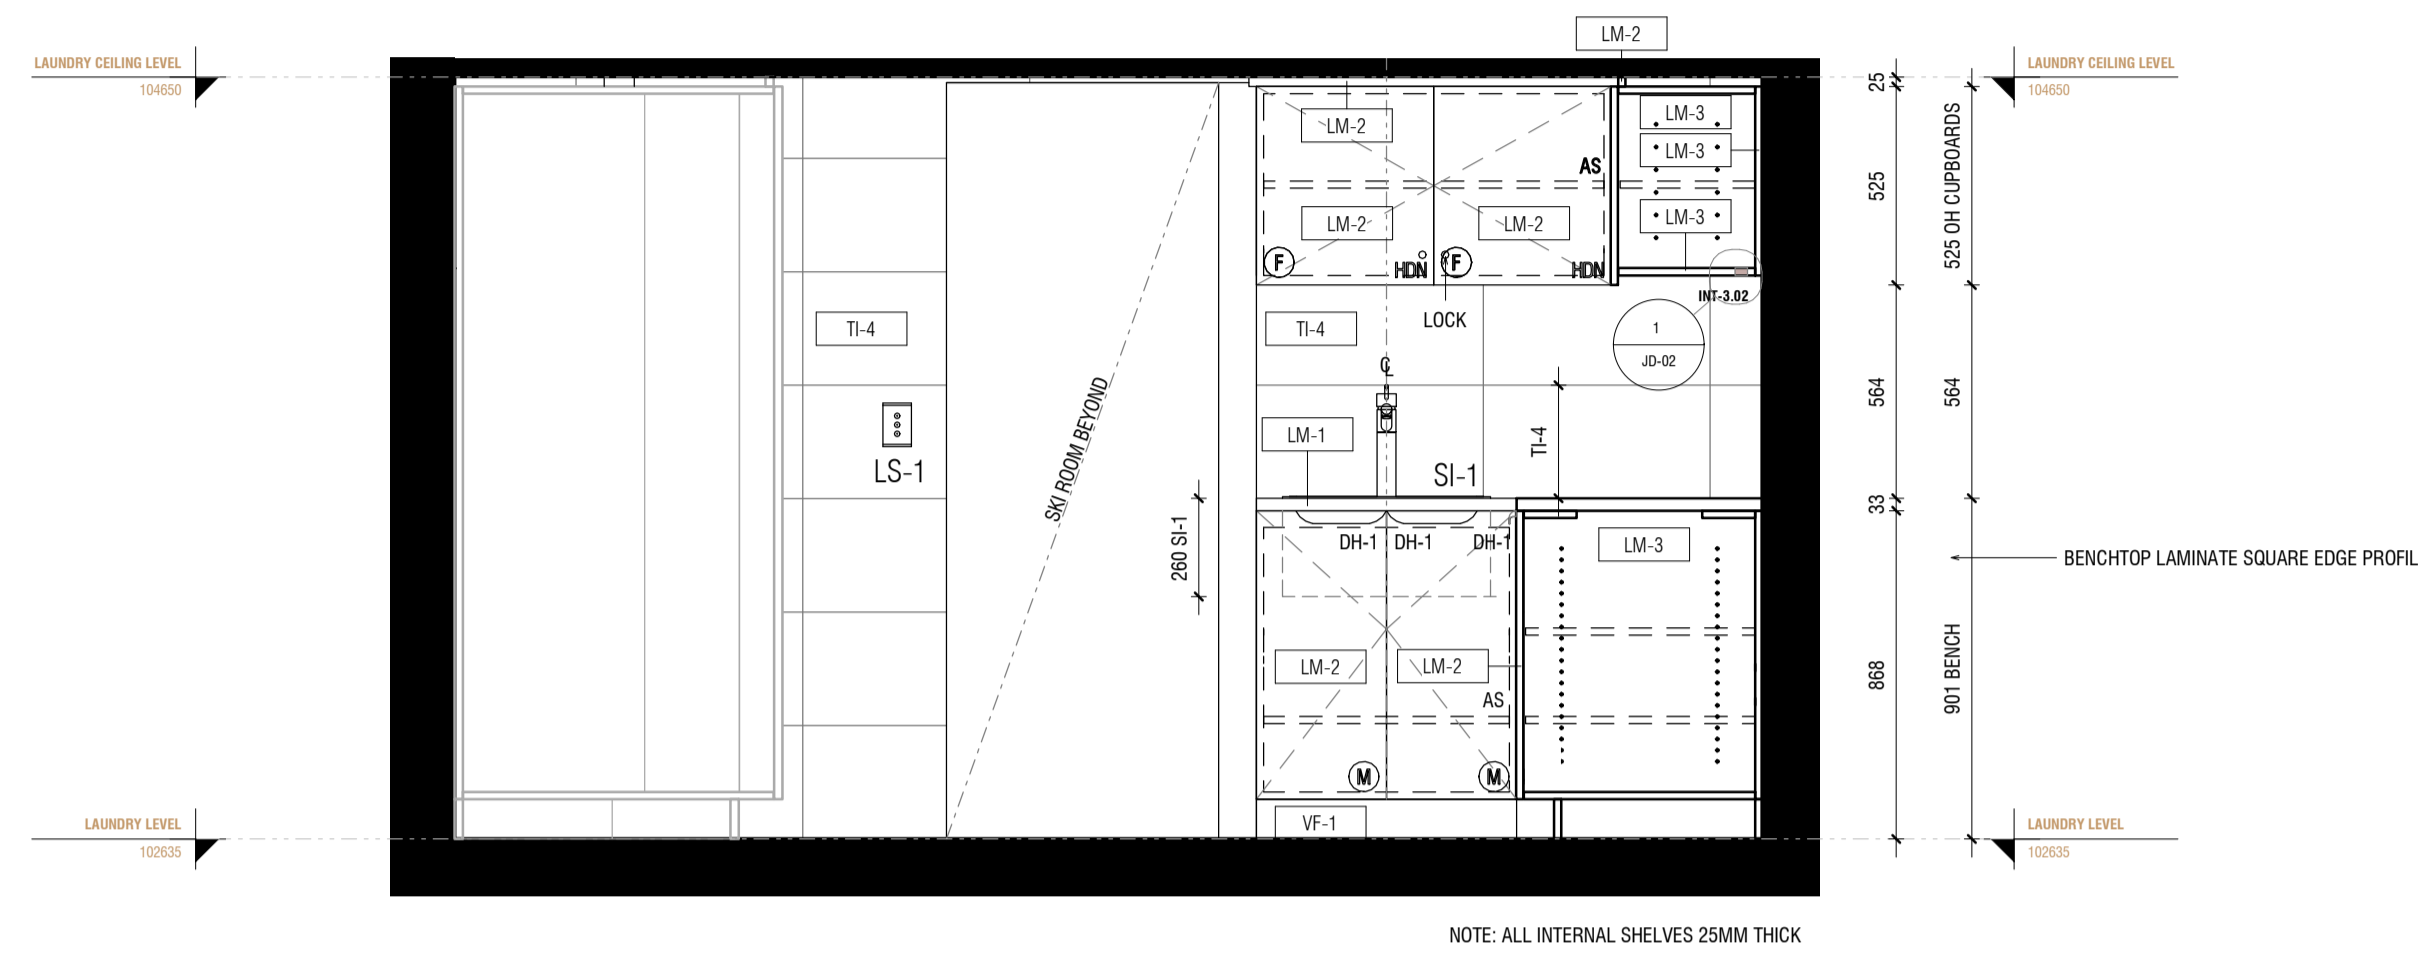 LM-2
LAUNDRY CEILING LEVEL
104650
LAUNDRY CEILING LEVEL
104650
25
LM-2
LM-3
LM-3
AS
525
525 OH CUPBOARDS
LM-2
LM-2
LM-3
F
HDN
F
HDN
INT-3.02
LOCK
TI-4
TI-4
1
JD-02
CL
SKI ROOM BEYOND
564
564
LM-1
TI-4
LS-1
SI-1
33
260 SI-1
DH-1
DH-1
DH-1
LM-3
BENCHTOP LAMINATE SQUARE EDGE PROFIL
LM-2
LM-2
868
901 BENCH
AS
M
M
LAUNDRY LEVEL
102635
VF-1
LAUNDRY LEVEL
102635
NOTE: ALL INTERNAL SHELVES 25MM THICK